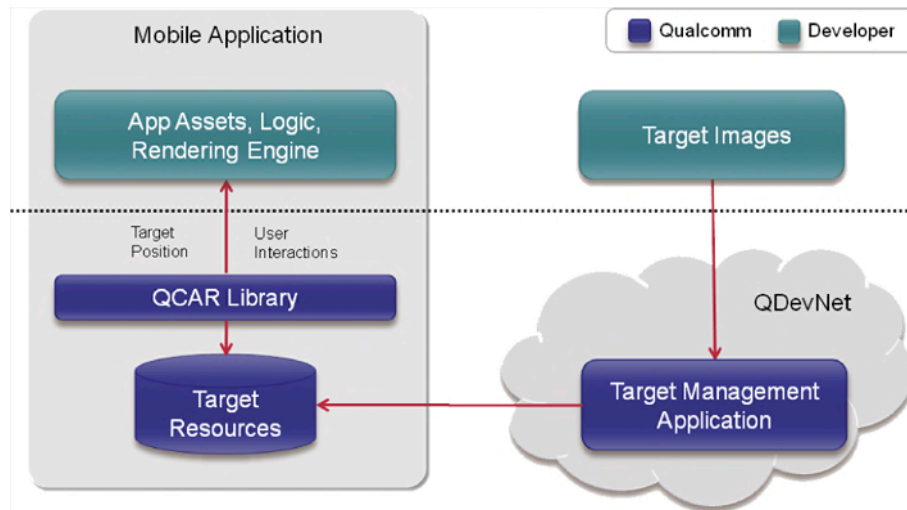 Mobile Application
Qualcomm
Developer
App Assets, Logic,
Rendering Engine
Target Images
Target
Position
User
Interactions
QCAR Library
QDevNet
Target
Resources
Target Management
Application